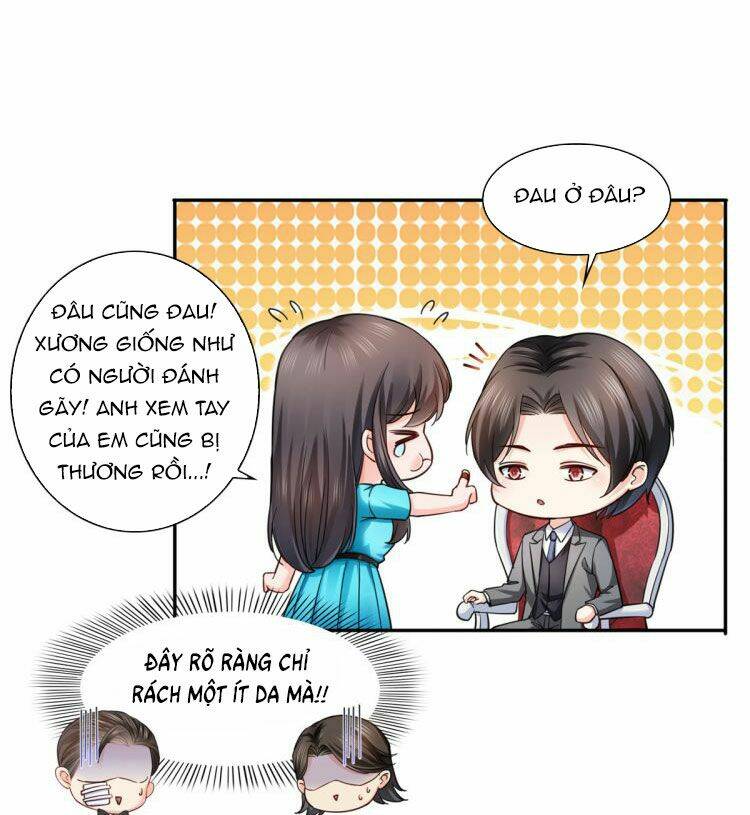 ĐAU Ở ĐÂU?
ĐÂU CŨNG ĐAU!
XƯƠNG GIỐNG NHƯ
CÓ NGƯỜI ĐÁNH
GÃY! ANH XEM TAY
CỦA EM CŨNG BỊ
THƯƠNG RỒI...!
ĐÂY RÕ RÀNG CHỈ
RÁCH MỘT ÍT DA MÀ!!